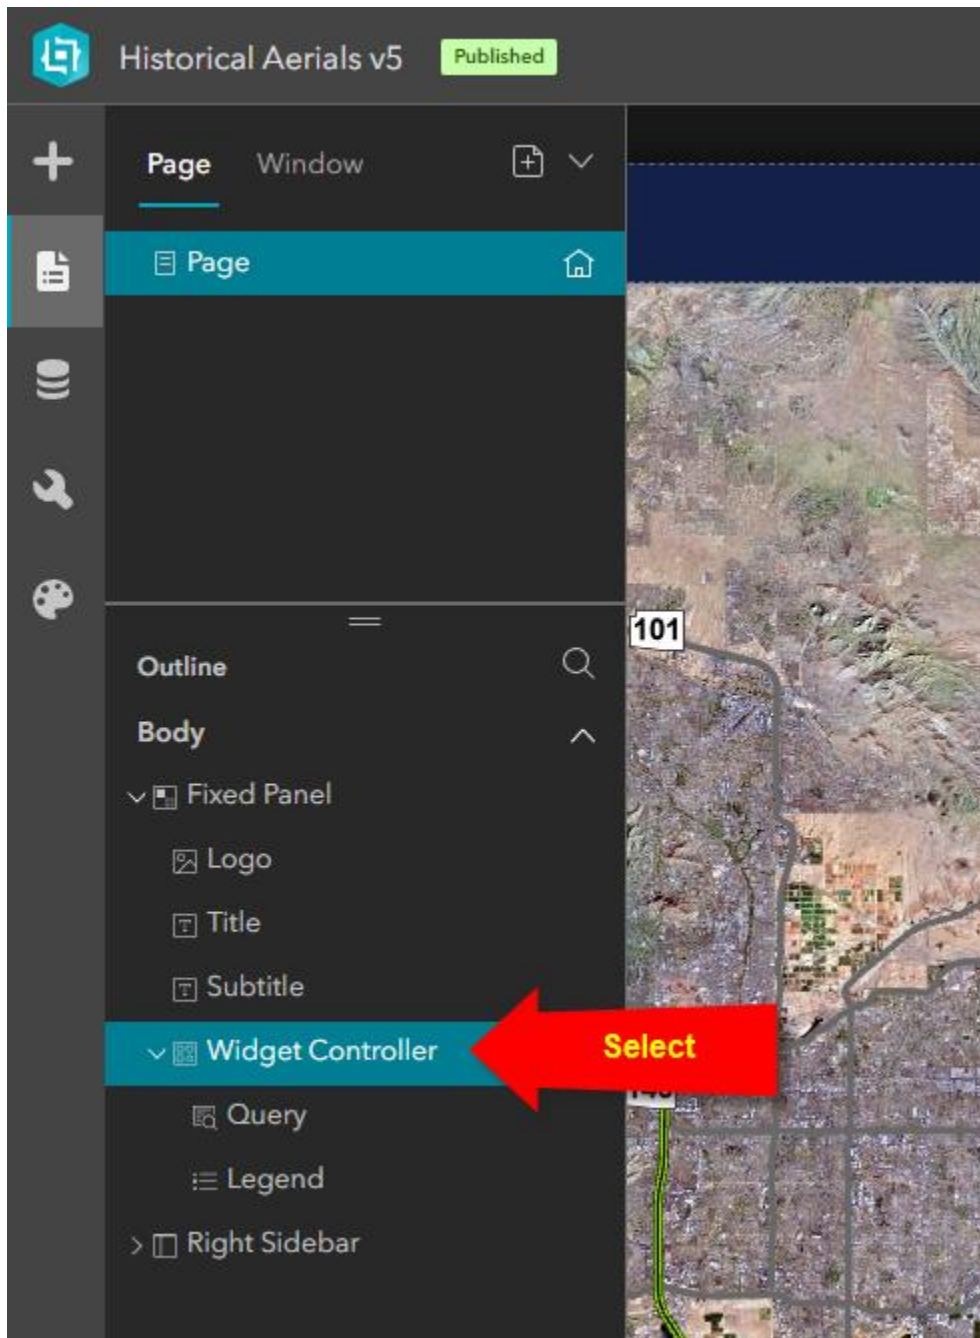 Historical Aerials v5 Published
Page Window
Page
101
Outline
Body
Fixed Panel
Logo
Title
Subtitle
Widget Controller
Select
Query
Legend
Right Sidebar